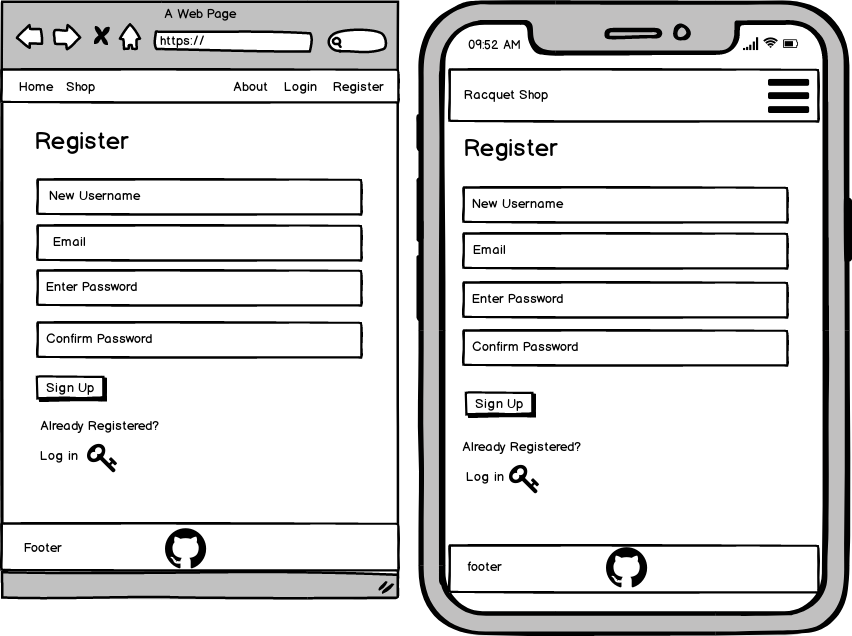 A Web Page
https://
Home Shop About Login Register
Register
New Username
Email
Enter Password
Confirm Password
Sign Up
Already Registered?
Log in
Footer
09:52 AM
Racquet Shop
Register
New Username
Email
Enter Password
Confirm Password
Sign Up
Already Registered?
Log in
footer